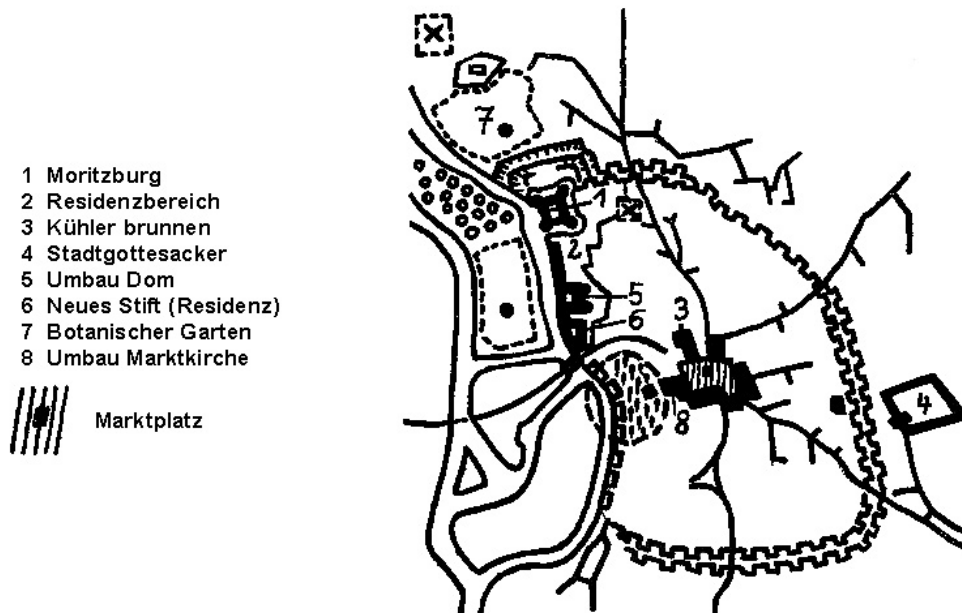 1 Moritzburg
2 Residenzbereich
3 Kühler brunnen
4 Stadtgottesacker
5 Umbau Dom
6 Neues Stift (Residenz)
7 Botanischer Garten
8 Umbau Marktkirche
Marktplatz
7
1
2
5
3
6
4
8